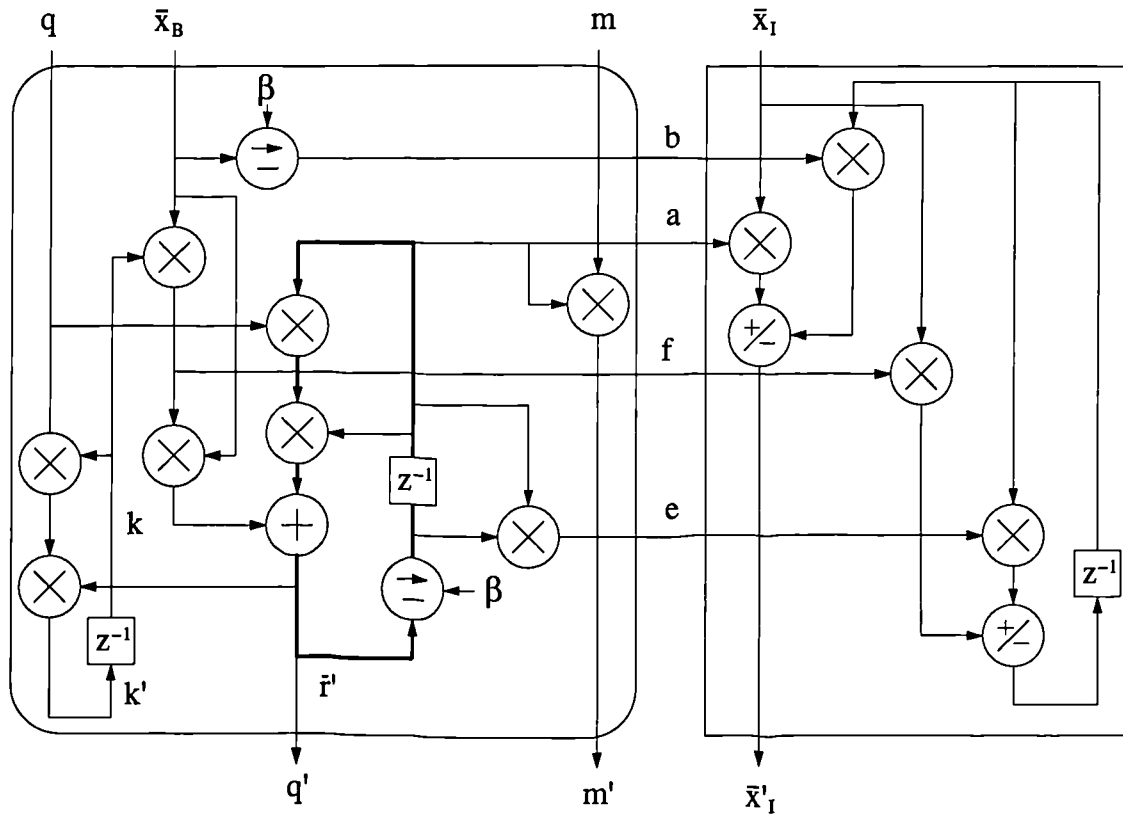 q x̄_B m x̄_I
β
b
a
f
z⁻¹
k e
β z⁻¹
z⁻¹
k' r̄'
q' m' x̄'_I